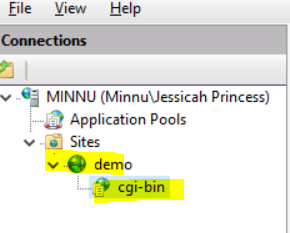 File View Help
Connections
MINNU (Minnu\Jessicah Princess)
Application Pools
Sites
demo
cgi-bin